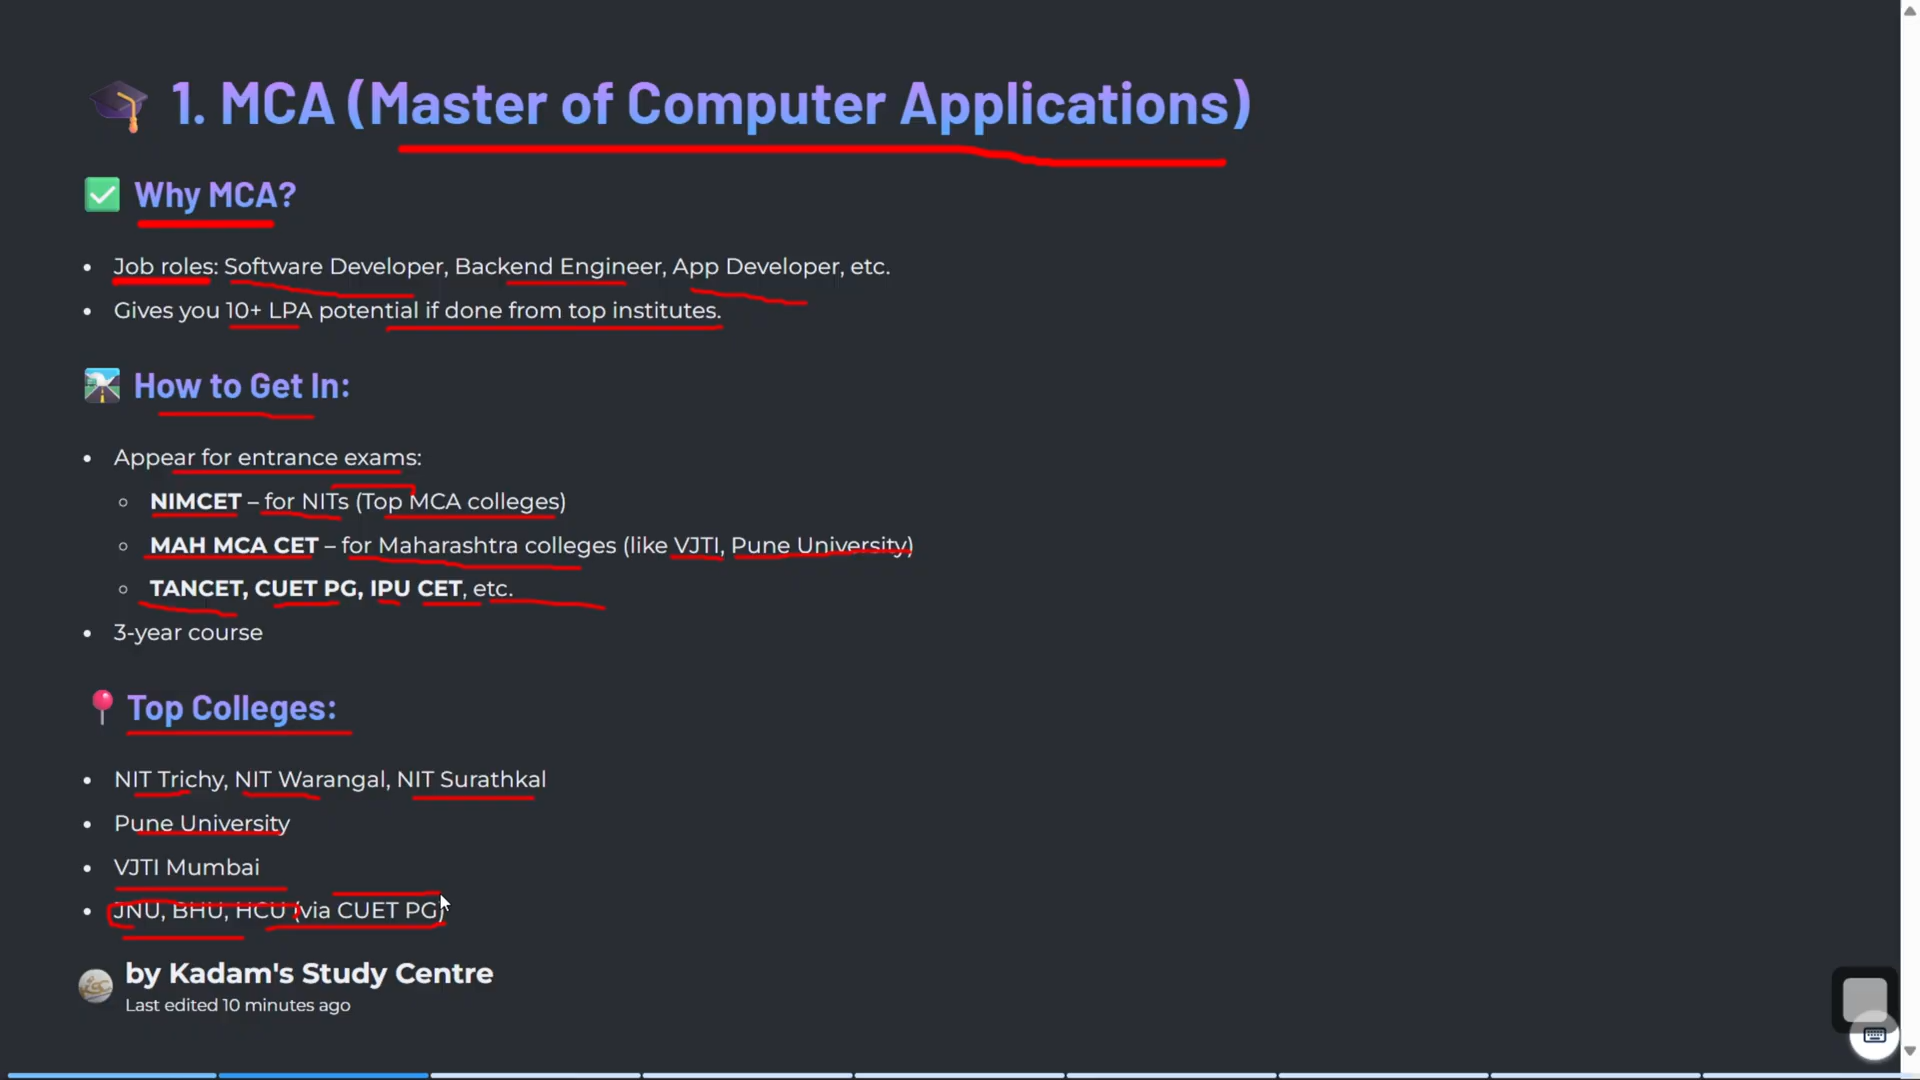 1. MCA (Master of Computer Applications)
Why MCA?
Job roles: Software Developer, Backend Engineer, App Developer, etc.
Gives you 10+ LPA potential if done from top institutes.
How to Get In:
Appear for entrance exams:
NIMCET – for NITs (Top MCA colleges)
MAH MCA CET – for Maharashtra colleges (like VJTI, Pune University)
TANCET, CUET PG, IPU CET, etc.
3-year course
Top Colleges:
NIT Trichy, NIT Warangal, NIT Surathkal
Pune University
VJTI Mumbai
JNU, BHU, HCU (via CUET PG)
by Kadam's Study Centre
Last edited 10 minutes ago